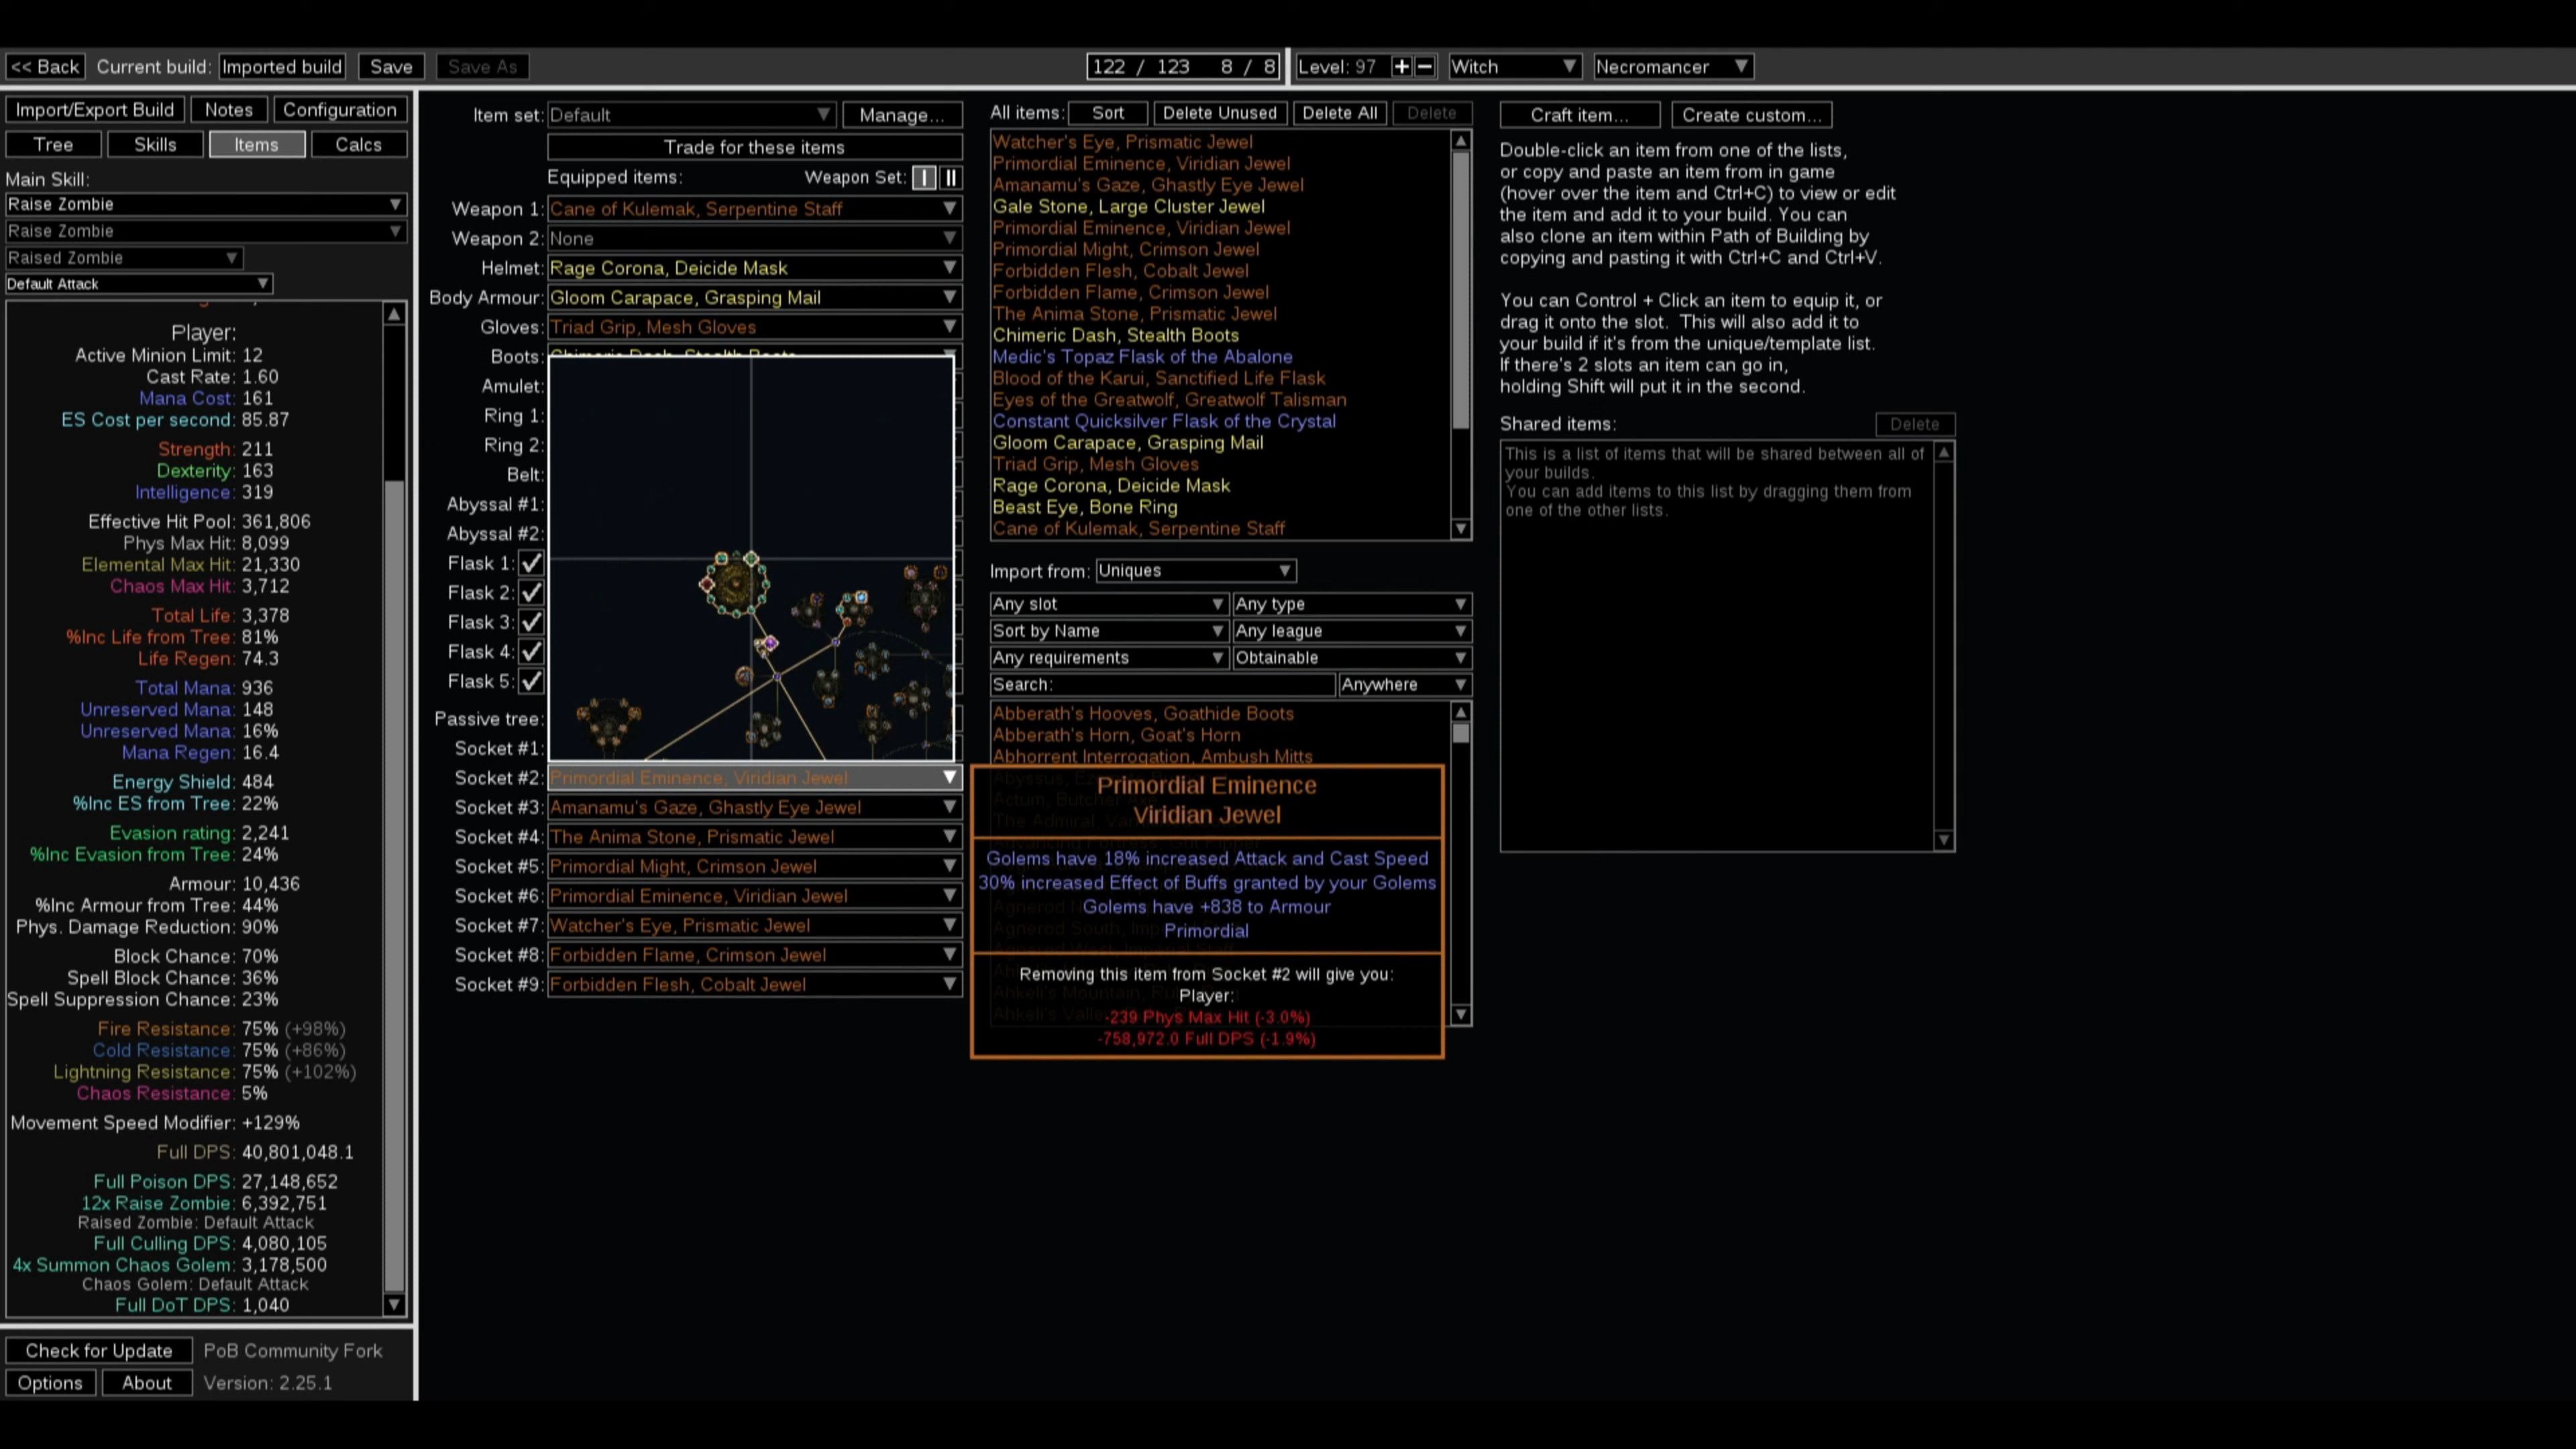 << Back Current build: Imported build Save Save As 122 / 123 8 / 8 Level: 97 + − Witch Necromancer
Import/Export Build Notes Configuration
Tree Skills Items Calcs
Main Skill:
Raise Zombie
Raise Zombie
Raised Zombie
Default Attack
Player:
Active Minion Limit: 12
Cast Rate: 1.60
Mana Cost: 161
ES Cost per second: 85.87
Strength: 211
Dexterity: 163
Intelligence: 319
Effective Hit Pool: 361,806
Phys Max Hit: 8,099
Elemental Max Hit: 21,330
Chaos Max Hit: 3,712
Total Life: 3,378
%Inc Life from Tree: 81%
Life Regen: 74.3
Total Mana: 936
Unreserved Mana: 148
Unreserved Mana: 16%
Mana Regen: 16.4
Energy Shield: 484
%Inc ES from Tree: 22%
Evasion rating: 2,241
%Inc Evasion from Tree: 24%
Armour: 10,436
%Inc Armour from Tree: 44%
Phys. Damage Reduction: 90%
Block Chance: 70%
Spell Block Chance: 36%
Spell Suppression Chance: 23%
Fire Resistance: 75% (+98%)
Cold Resistance: 75% (+86%)
Lightning Resistance: 75% (+102%)
Chaos Resistance: 5%
Movement Speed Modifier: +129%
Full DPS: 40,801,048.1
Full Poison DPS: 27,148,652
12x Raise Zombie: 6,392,751
Raised Zombie: Default Attack
Full Culling DPS: 4,080,105
4x Summon Chaos Golem: 3,178,500
Chaos Golem: Default Attack
Full DoT DPS: 1,040
Check for Update PoB Community Fork
Options About Version: 2.25.1
Item set: Default Manage...
Trade for these items
Equipped items: Weapon Set: I II
Weapon 1: Cane of Kulemak, Serpentine Staff
Weapon 2: None
Helmet: Rage Corona, Deicide Mask
Body Armour: Gloom Carapace, Grasping Mail
Gloves: Triad Grip, Mesh Gloves
Boots: Chimeric Dash, Stealth Boots
Amulet:
Ring 1:
Ring 2:
Belt:
Abyssal #1:
Abyssal #2:
Flask 1:
Flask 2:
Flask 3:
Flask 4:
Flask 5:
Passive tree:
Socket #1:
Socket #2: Primordial Eminence, Viridian Jewel
Socket #3: Amanamu's Gaze, Ghastly Eye Jewel
Socket #4: The Anima Stone, Prismatic Jewel
Socket #5: Primordial Might, Crimson Jewel
Socket #6: Primordial Eminence, Viridian Jewel
Socket #7: Watcher's Eye, Prismatic Jewel
Socket #8: Forbidden Flame, Crimson Jewel
Socket #9: Forbidden Flesh, Cobalt Jewel
All items: Sort Delete Unused Delete All Delete
Watcher's Eye, Prismatic Jewel
Primordial Eminence, Viridian Jewel
Amanamu's Gaze, Ghastly Eye Jewel
Gale Stone, Large Cluster Jewel
Primordial Eminence, Viridian Jewel
Primordial Might, Crimson Jewel
Forbidden Flesh, Cobalt Jewel
Forbidden Flame, Crimson Jewel
The Anima Stone, Prismatic Jewel
Chimeric Dash, Stealth Boots
Medic's Topaz Flask of the Abalone
Blood of the Karui, Sanctified Life Flask
Eyes of the Greatwolf, Greatwolf Talisman
Constant Quicksilver Flask of the Crystal
Gloom Carapace, Grasping Mail
Triad Grip, Mesh Gloves
Rage Corona, Deicide Mask
Beast Eye, Bone Ring
Cane of Kulemak, Serpentine Staff
Import from: Uniques
Any slot Any type
Sort by Name Any league
Any requirements Obtainable
Search: Anywhere
Abberath's Hooves, Goathide Boots
Abberath's Horn, Goat's Horn
Abhorrent Interrogation, Ambush Mitts
Primordial Eminence
Viridian Jewel
Golems have 18% increased Attack and Cast Speed
30% increased Effect of Buffs granted by your Golems
Golems have +838 to Armour
Primordial
Removing this item from Socket #2 will give you:
Player:
-239 Phys Max Hit (-3.0%)
-758,972.0 Full DPS (-1.9%)
Craft item... Create custom...
Double-click an item from one of the lists,
or copy and paste an item from in game
(hover over the item and Ctrl+C) to view or edit
the item and add it to your build. You can
also clone an item within Path of Building by
copying and pasting it with Ctrl+C and Ctrl+V.
You can Control + Click an item to equip it, or
drag it onto the slot. This will also add it to
your build if it's from the unique/template list.
If there's 2 slots an item can go in,
holding Shift will put it in the second.
Shared items: Delete
This is a list of items that will be shared between all of
your builds.
You can add items to this list by dragging them from
one of the other lists.